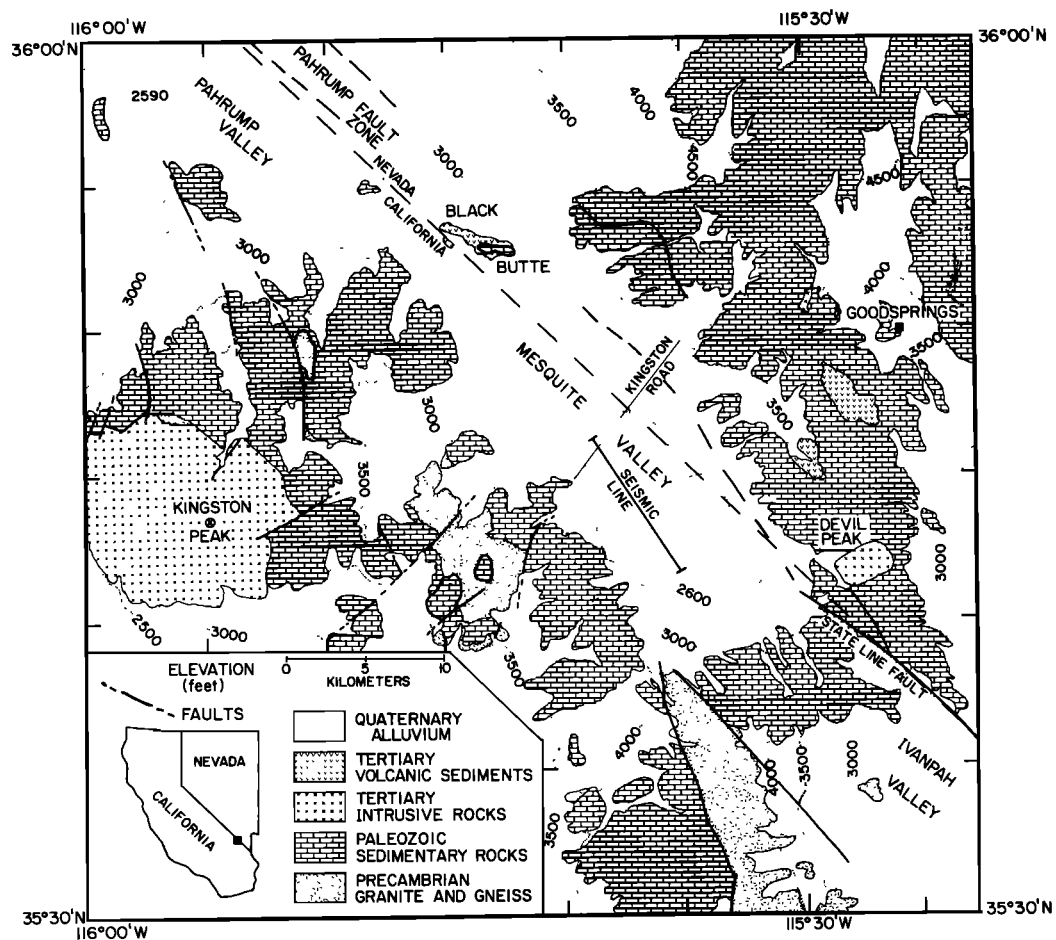 116°00'W
115°30'W
36°00'N
36°00'N
2590
PAHRUMP
VALLEY
PAHRUMP FAULT
ZONE
NEVADA
CALIFORNIA
3000
3500
4000
4500
4500
BLACK
BUTTE
3000
3000
4000
GOODSPRINGS
3500
MESQUITE
VALLEY
KINGSTON
ROAD
3000
3500
3500
SEISMIC
LINE
KINGSTON
PEAK
DEVIL
PEAK
3000
2600
2500
3000
3000
3500
STATE LINE FAULT
IVANPAH
VALLEY
4000
4000
3500
3000
3500
ELEVATION
(feet)
FAULTS
0
5
10
KILOMETERS
NEVADA
CALIFORNIA
QUATERNARY
ALLUVIUM
TERTIARY
VOLCANIC SEDIMENTS
TERTIARY
INTRUSIVE ROCKS
PALEOZOIC
SEDIMENTARY ROCKS
PRECAMBRIAN
GRANITE AND GNEISS
35°30'N
116°00'W
115°30'W
35°30'N